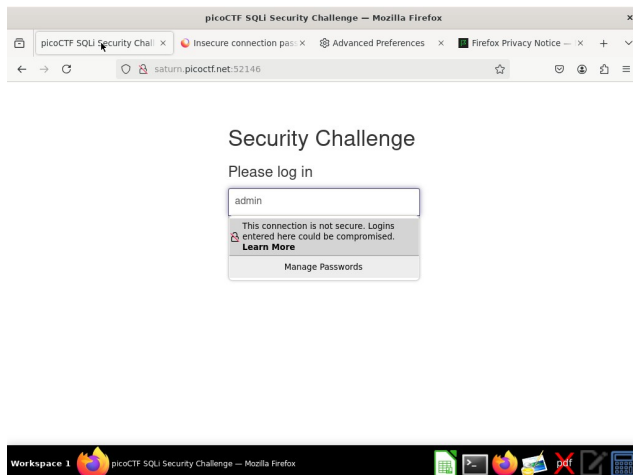 picoCTF SQLi Security Challenge — Mozilla Firefox
picoCTF SQLi Security Chall
Insecure connection pas
Advanced Preferences
Firefox Privacy Notice —
saturn.picoctf.net:52146
Security Challenge
Please log in
admin
This connection is not secure. Logins
entered here could be compromised.
Learn More
Manage Passwords
Workspace 1
picoCTF SQLi Security Challenge — Mozilla Firefox
pdf